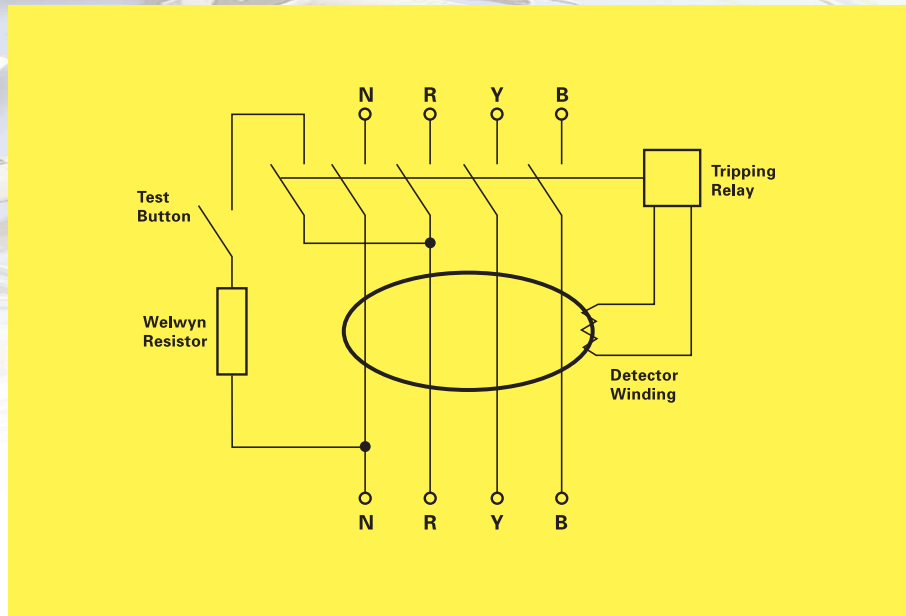 N R Y B
Tripping
Relay
Test
Button
Welwyn
Resistor
Detector
Winding
N R Y B